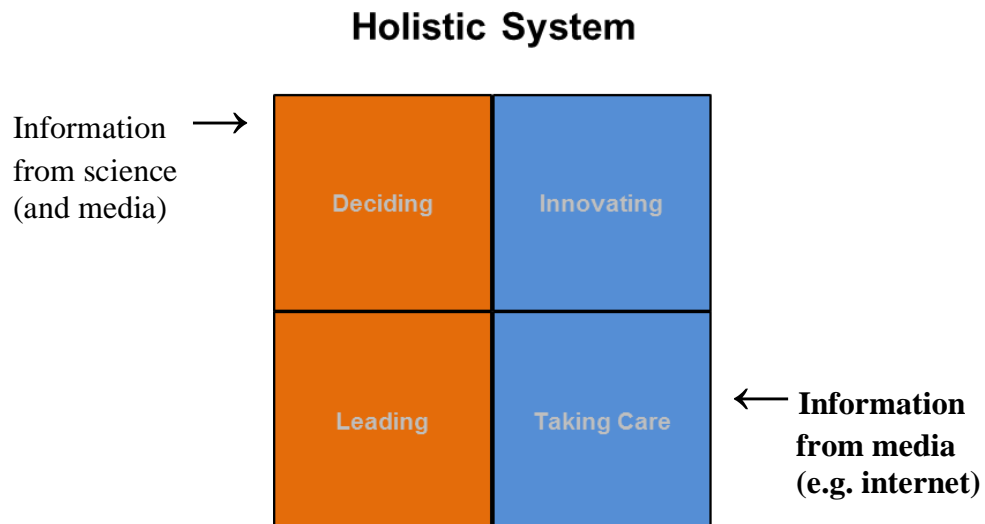 Holistic System
Information
from science
(and media)
Deciding
Innovating
Leading
Taking Care
Information
from media
(e.g. internet)